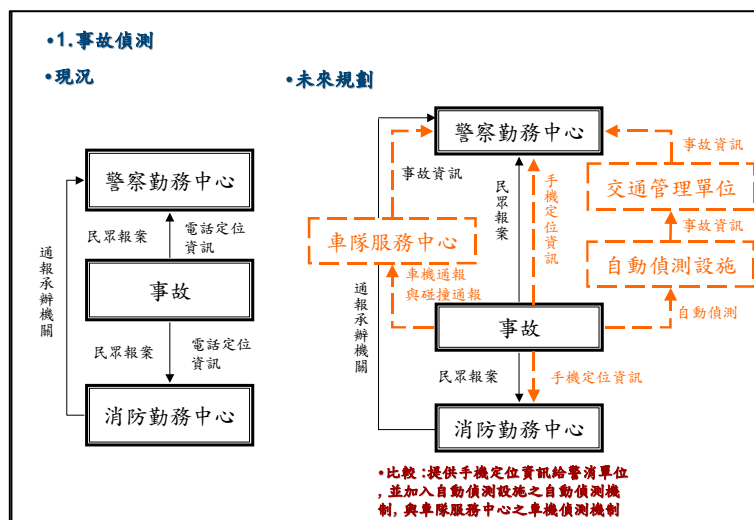 •1.事故偵測
•現況
警察勤務中心
民眾報案
電話定位
資訊
通報承辦機關
事故
民眾報案
電話定位
資訊
消防勤務中心
•未來規劃
警察勤務中心
事故資訊
民眾報案
手機定位資訊
事故資訊
交通管理單位
事故資訊
車隊服務中心
自動偵測設施
車機通報
與碰撞通報
通報承辦機關
事故
自動偵測
民眾報案
手機定位資訊
消防勤務中心
•比較:提供手機定位資訊給警消單位
,並加入自動偵測設施之自動偵測機
制,與車隊服務中心之車機偵測機制